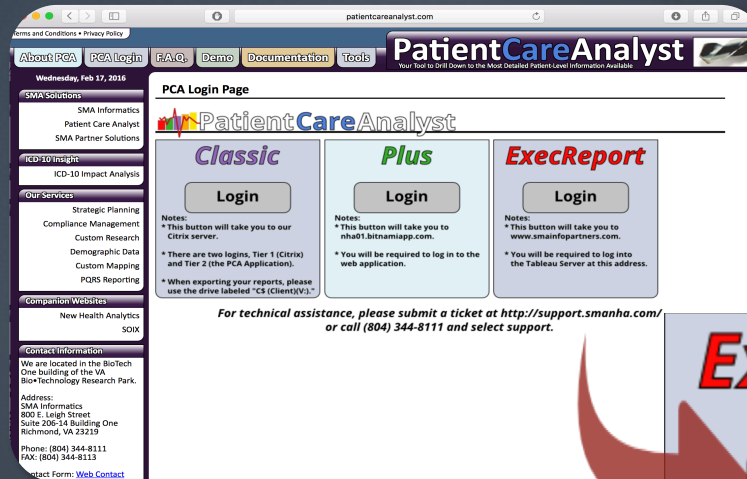 patientcareanalyst.com
Terms and Conditions • Privacy Policy
About PCA
PCA Login
F.A.Q.
Demo
Documentation
Tools
PatientCareAnalyst
Your Tool to Drill Down to the Most Detailed Patient-Level Information Available
Wednesday, Feb 17, 2016
SMA Solutions
SMA Informatics
Patient Care Analyst
SMA Partner Solutions
ICD-10 Insight
ICD-10 Impact Analysis
Our Services
Strategic Planning
Compliance Management
Custom Research
Demographic Data
Custom Mapping
PQRS Reporting
Companion Websites
New Health Analytics
SOIX
Contact Information
We are located in the BioTech
One building of the VA
Bio•Technology Research Park.
Address:
SMA Informatics
800 E. Leigh Street
Suite 206-14 Building One
Richmond, VA 23219
Phone: (804) 344-8111
FAX: (804) 344-8113
Contact Form: Web Contact
PCA Login Page
PatientCareAnalyst
Classic
Login
Notes:
* This button will take you to our
Citrix server.
* There are two logins, Tier 1 (Citrix)
and Tier 2 (the PCA Application).
* When exporting your reports, please
use the drive labeled "C$ (Client)(V:)."
Plus
Login
Notes:
* This button will take you to
nha01.bitnamiapp.com.
* You will be required to log in to the
web application.
ExecReport
Login
Notes:
* This button will take you to
www.smainfopartners.com.
* You will be required to log into
the Tableau Server at this address.
For technical assistance, please submit a ticket at http://support.smanha.com/
or call (804) 344-8111 and select support.